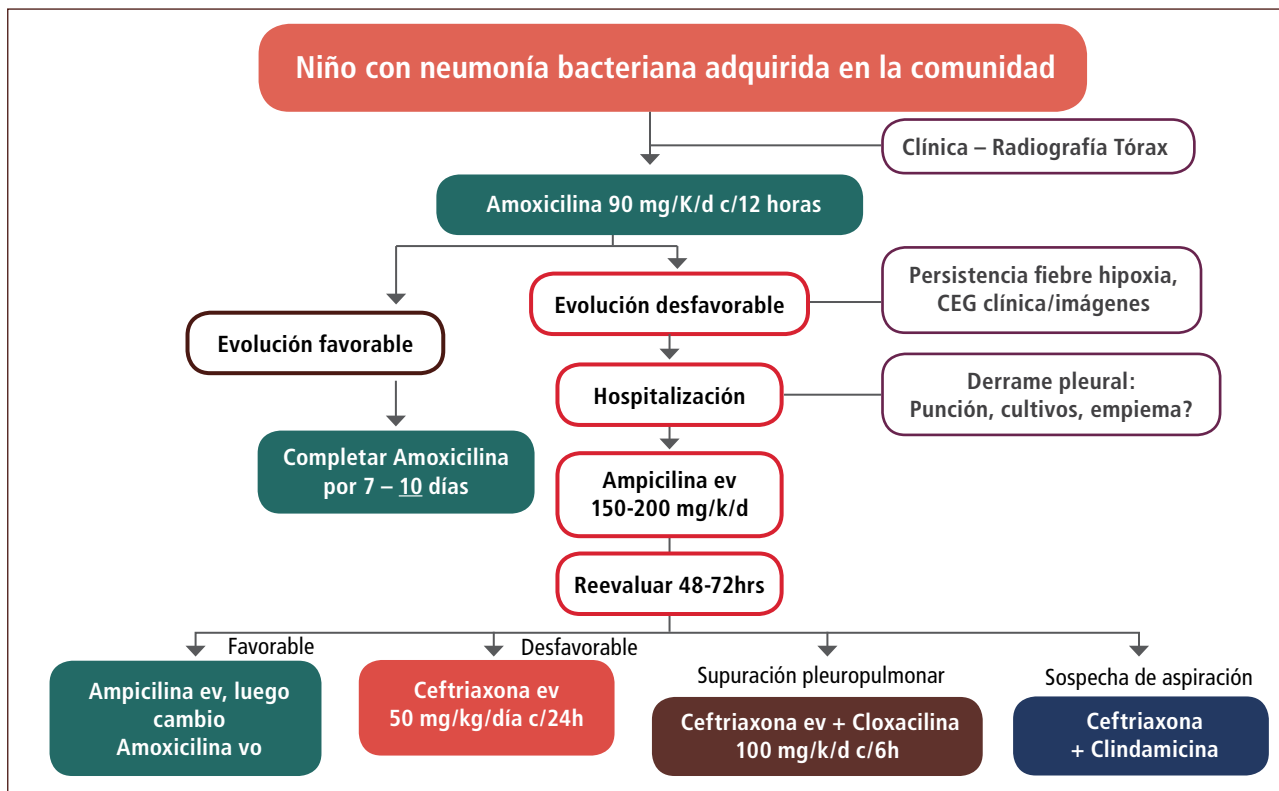 Niño con neumonía bacteriana adquirida en la comunidad
Clínica – Radiografía Tórax
Amoxicilina 90 mg/K/d c/12 horas
Persistencia fiebre hipoxia,
CEG clínica/imágenes
Evolución desfavorable
Evolución favorable
Hospitalización
Derrame pleural:
Punción, cultivos, empiema?
Completar Amoxicilina
por 7 – 10 días
Ampicilina ev
150-200 mg/k/d
Reevaluar 48-72hrs
Favorable
Desfavorable
Supuración pleuropulmonar
Sospecha de aspiración
Ampicilina ev, luego
cambio
Amoxicilina vo
Ceftriaxona ev
50 mg/kg/día c/24h
Ceftriaxona ev + Cloxacilina
100 mg/k/d c/6h
Ceftriaxona
+ Clindamicina